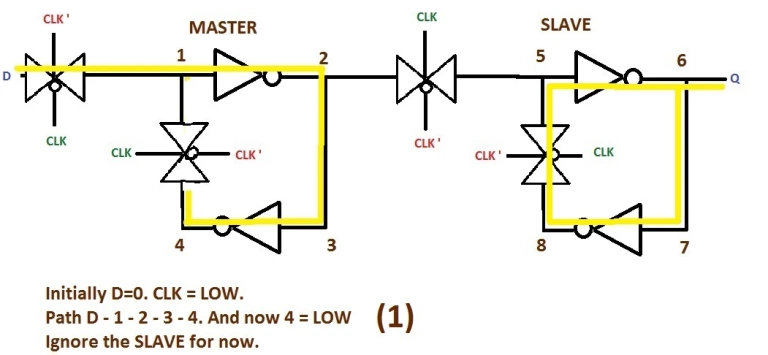 CLK '
MASTER
CLK
SLAVE
D
1
2
5
6
Q
CLK
CLK
CLK '
CLK '
CLK '
CLK
4
3
8
7
Initially D=0. CLK = LOW.
Path D - 1 - 2 - 3 - 4. And now 4 = LOW
(1)
Ignore the SLAVE for now.